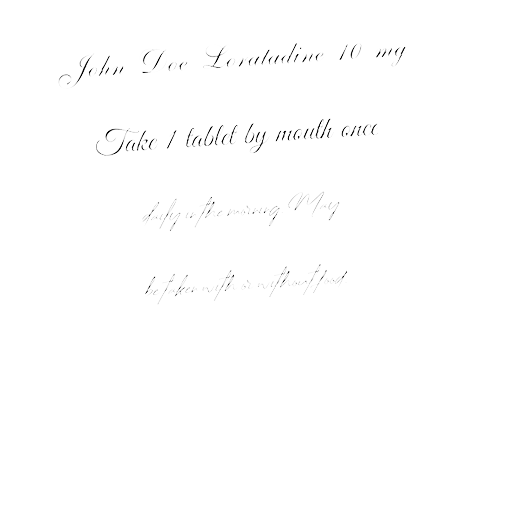 John Doe Loratadine 10 mg
Take 1 tablet by mouth once
daily in the morning May
be taken with or without food